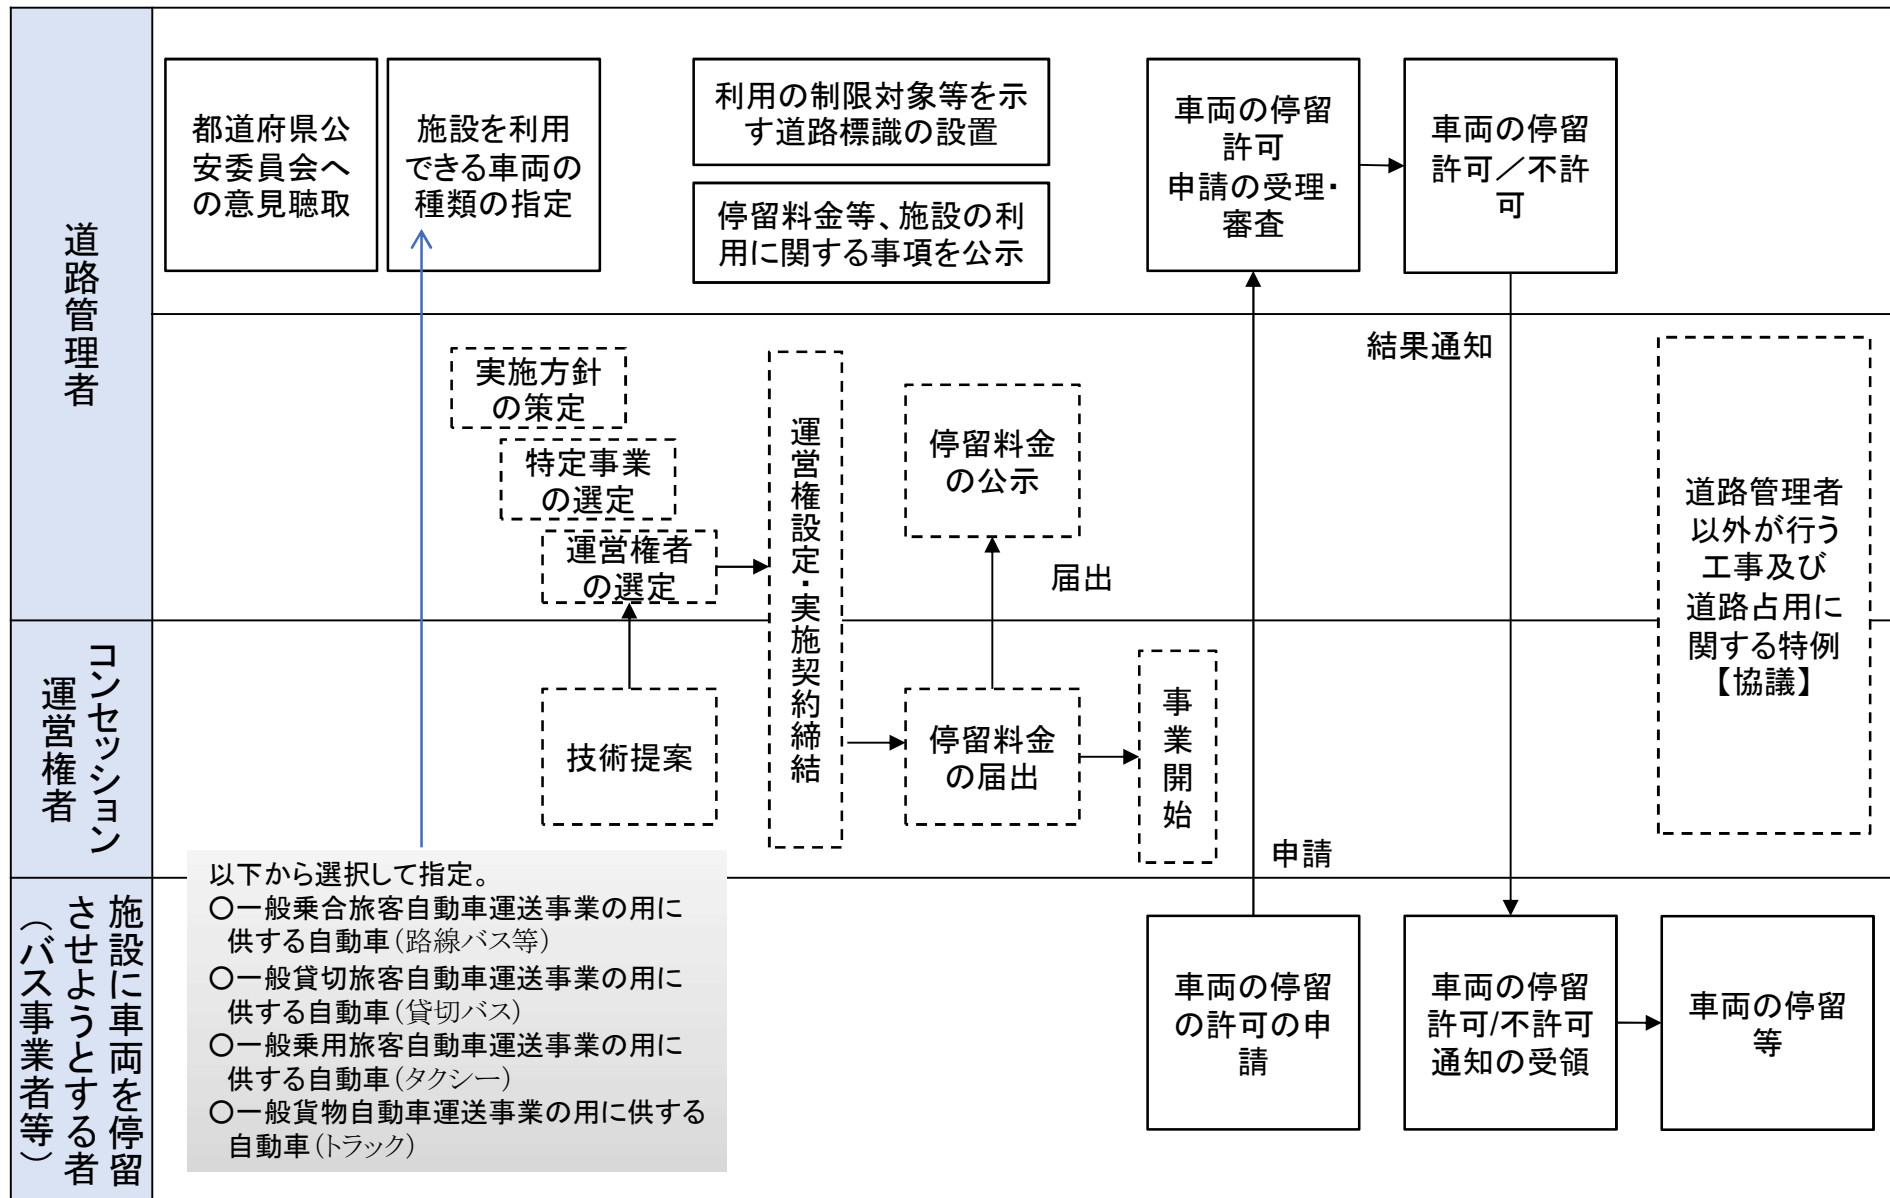 道路管理者
都道府県公
安委員会へ
の意見聴取
施設を利用
できる車両の
種類の指定
利用の制限対象等を示
す道路標識の設置
停留料金等、施設の利
用に関する事項を公示
車両の停留
許可
申請の受理・
審査
車両の停留
許可／不許
可
結果通知
実施方針
の策定
特定事業
の選定
運営権者
の選定
運営権設定・実施契約締結
停留料金
の公示
届出
道路管理者
以外が行う
工事及び
道路占用に
関する特例
【協議】
コンセッション
運営権者
技術提案
停留料金
の届出
事業開始
申請
施設に車両を停留
させようとする者
（バス事業者等）
以下から選択して指定。
〇一般乗合旅客自動車運送事業の用に
供する自動車（路線バス等）
〇一般貸切旅客自動車運送事業の用に
供する自動車（貸切バス）
〇一般乗用旅客自動車運送事業の用に
供する自動車（タクシー）
〇一般貨物自動車運送事業の用に供する
自動車（トラック）
車両の停留
の許可の申
請
車両の停留
許可/不許可
通知の受領
車両の停留
等